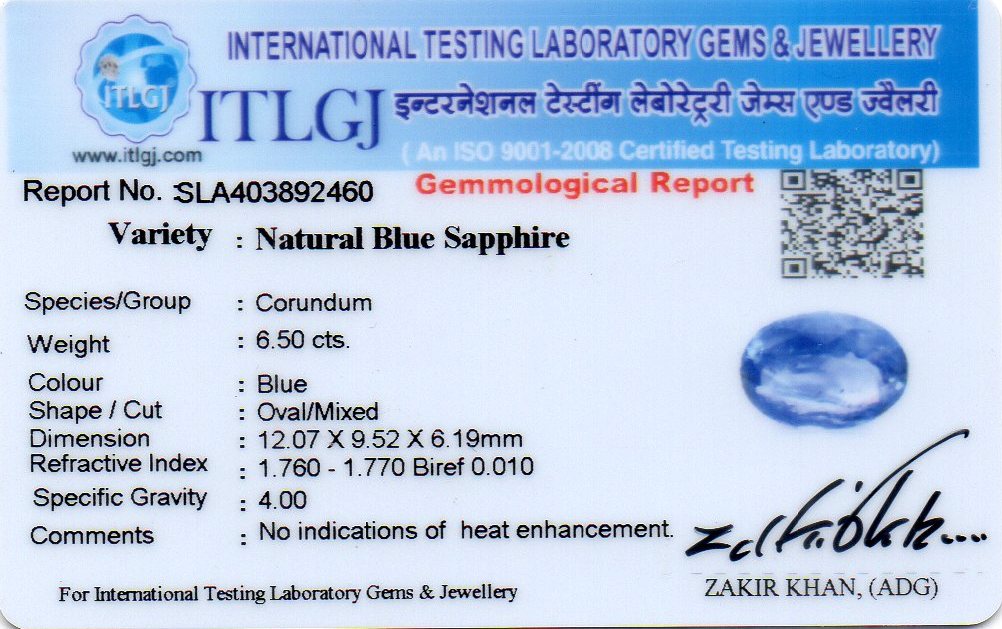 INTERNATIONAL TESTING LABORATORY GEMS & JEWELLERY
ITLGJ
ITLGJ
इन्टरनेशनल टेस्टींग लेबोरेट्री जेम्स एण्ड ज्वैलरी
www.itlgj.com
( An ISO 9001-2008 Certified Testing Laboratory)
Report No. :SLA403892460
Gemmological Report
Variety : Natural Blue Sapphire
Species/Group : Corundum
Weight : 6.50 cts.
Colour : Blue
Shape / Cut : Oval/Mixed
Dimension : 12.07 X 9.52 X 6.19mm
Refractive Index : 1.760 - 1.770 Biref 0.010
Specific Gravity : 4.00
Comments : No indications of heat enhancement.
For International Testing Laboratory Gems & Jewellery
ZAKIR KHAN, (ADG)